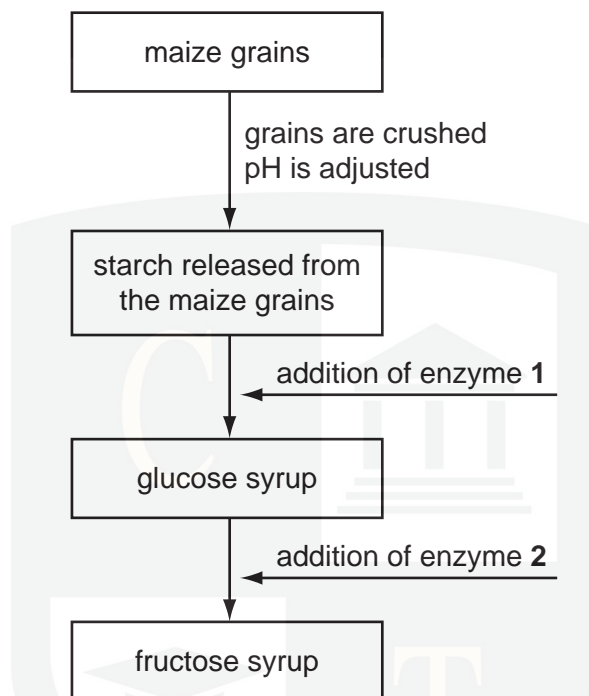 maize grains
grains are crushed
pH is adjusted
starch released from
the maize grains
addition of enzyme 1
glucose syrup
addition of enzyme 2
fructose syrup
C
T